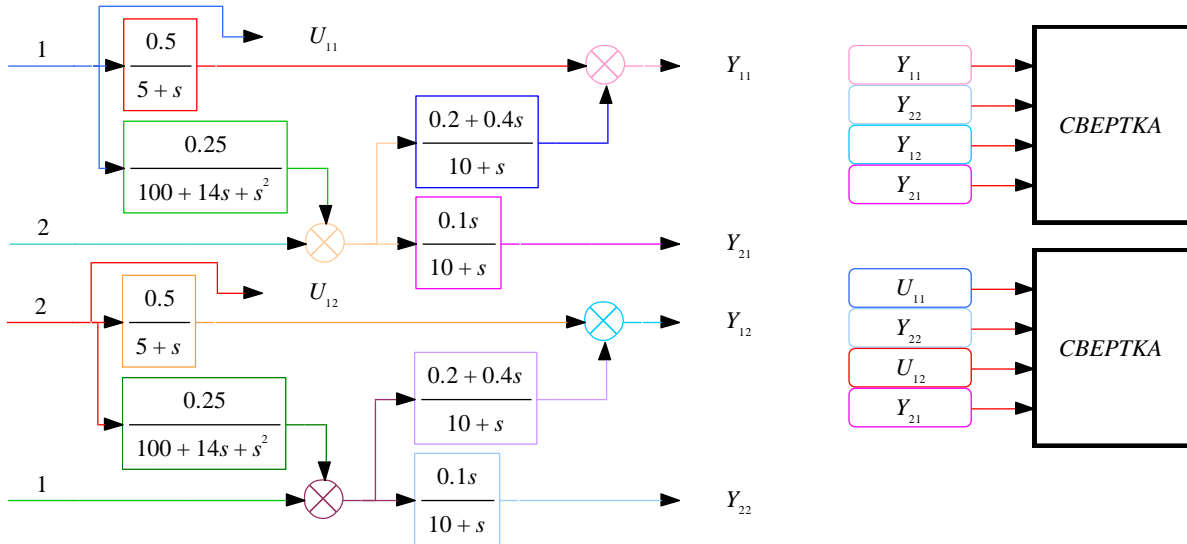 1
0.5
5 + s
U₁₁
Y₁₁
0.25
100 + 14s + s²
0.2 + 0.4s
10 + s
2
0.1s
10 + s
Y₂₁
2
0.5
5 + s
U₁₂
Y₁₂
0.25
100 + 14s + s²
0.2 + 0.4s
10 + s
1
0.1s
10 + s
Y₂₂
Y₁₁
Y₂₂
Y₁₂
Y₂₁
СВЕРТКА
U₁₁
Y₂₂
U₁₂
Y₂₁
СВЕРТКА